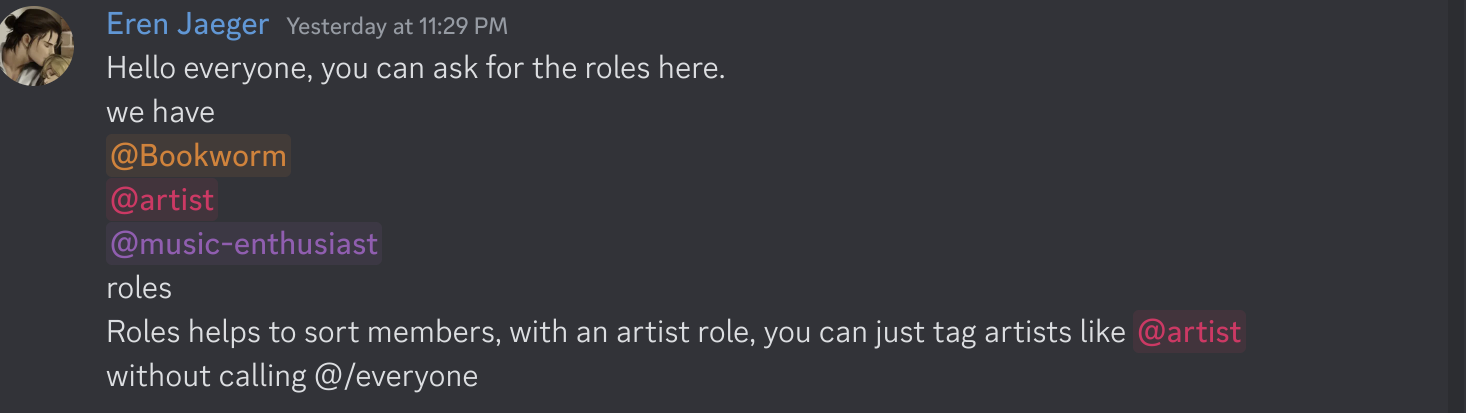 Eren Jaeger Yesterday at 11:29 PM
Hello everyone, you can ask for the roles here.
we have
@Bookworm
@artist
@music-enthusiast
roles
Roles helps to sort members, with an artist role, you can just tag artists like @artist
without calling @/everyone